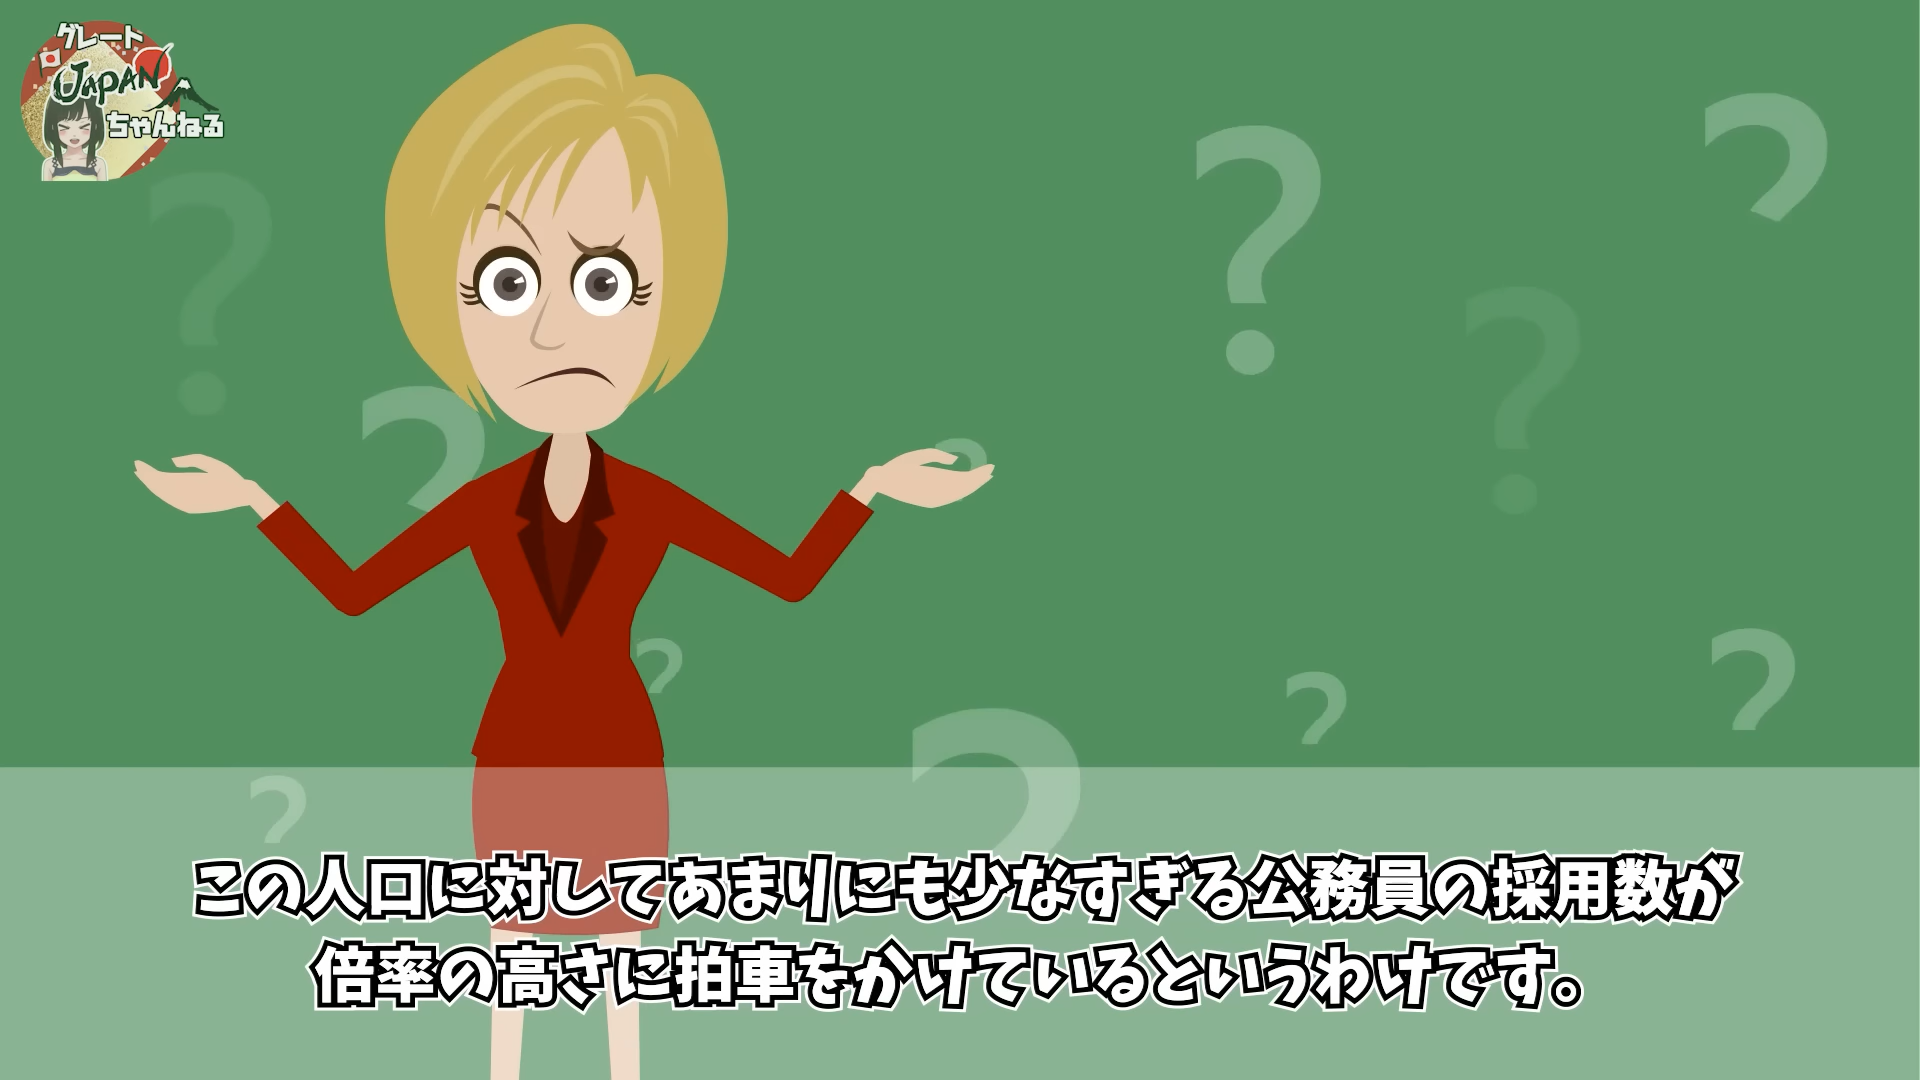 グレート
JAPAN
ちゃんねる
この人口に対してあまりにも少なすぎる公務員の採用数が
倍率の高さに拍車をかけているというわけです。